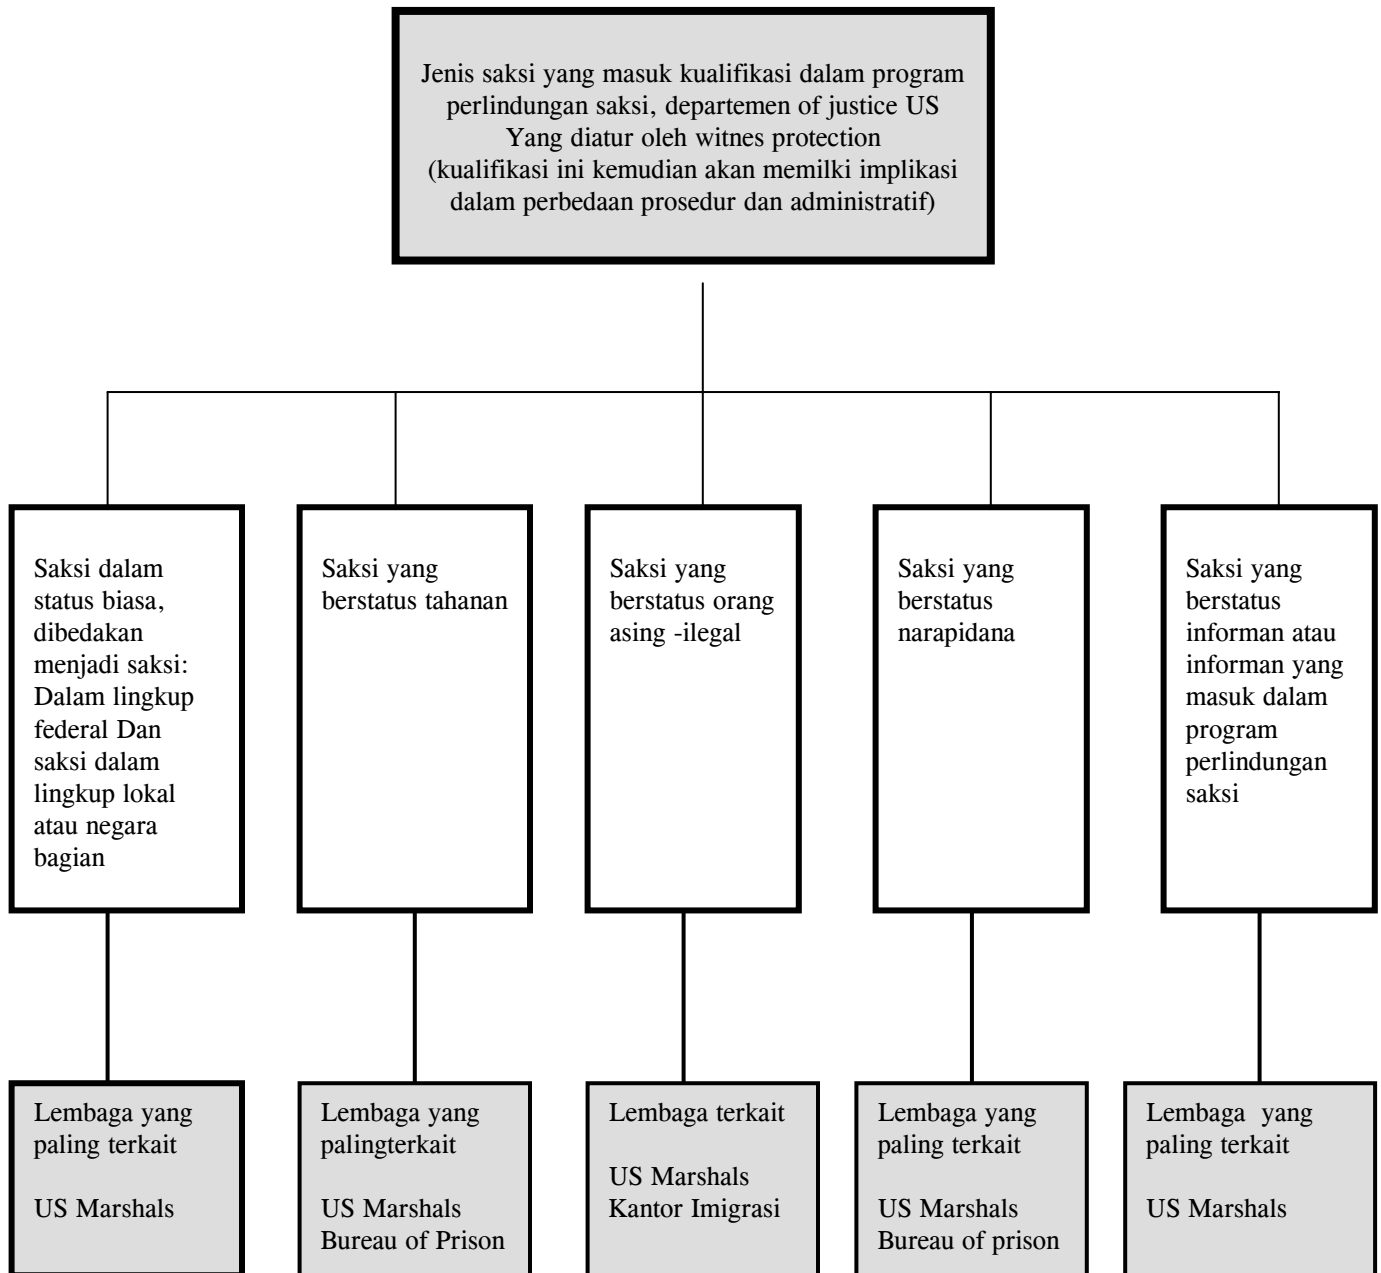 Jenis saksi yang masuk kualifikasi dalam program
perlindungan saksi, departemen of justice US
Yang diatur oleh witnes protection
(kualifikasi ini kemudian akan memilki implikasi
dalam perbedaan prosedur dan administratif)
Saksi dalam
status biasa,
dibedakan
menjadi saksi:
Dalam lingkup
federal Dan
saksi dalam
lingkup lokal
atau negara
bagian
Saksi yang
berstatus tahanan
Saksi yang
berstatus orang
asing -ilegal
Saksi yang
berstatus
narapidana
Saksi yang
berstatus
informan atau
informan yang
masuk dalam
program
perlindungan
saksi
Lembaga yang
paling terkait
US Marshals
Lembaga yang
palingterkait
US Marshals
Bureau of Prison
Lembaga terkait
US Marshals
Kantor Imigrasi
Lembaga yang
paling terkait
US Marshals
Bureau of prison
Lembaga  yang
paling terkait
US Marshals